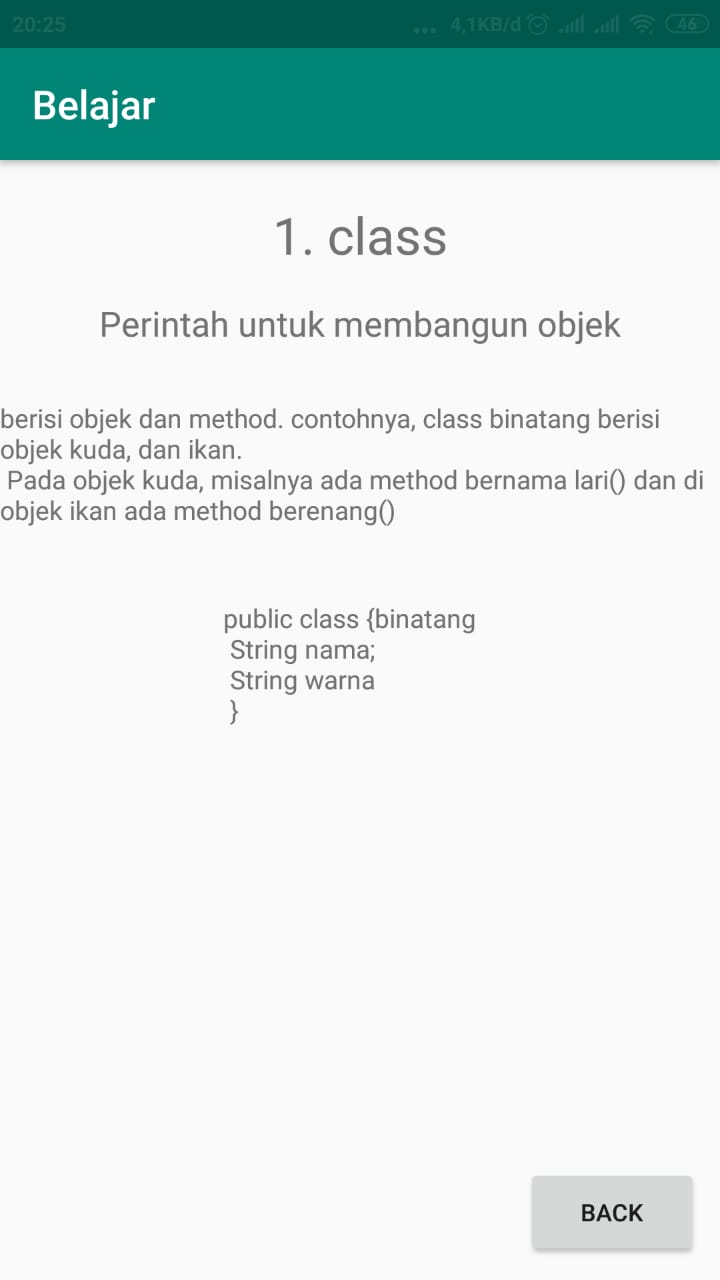 20:25 ... 4,1KB/d 46
Belajar
1. class
Perintah untuk membangun objek
berisi objek dan method. contohnya, class binatang berisi
objek kuda, dan ikan.
Pada objek kuda, misalnya ada method bernama lari() dan di
objek ikan ada method berenang()
public class {binatang
String nama;
String warna
}
BACK